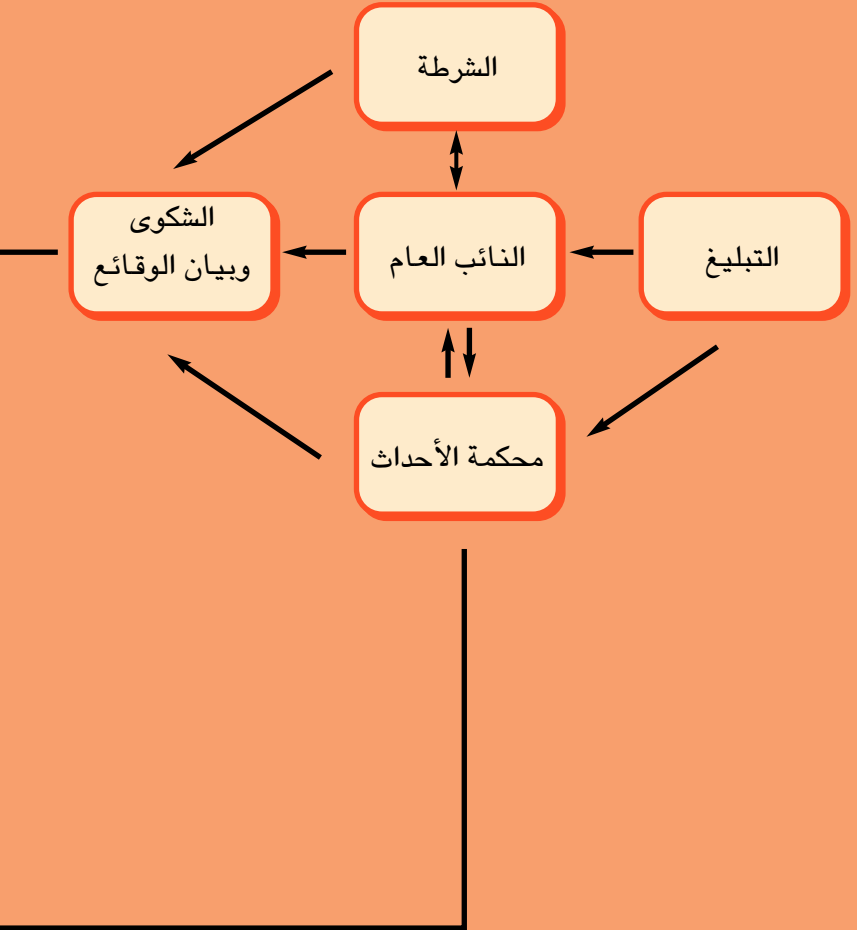 الشرطة
التبليغ
النائب العام
الشكوى
وبيان الوقائع
محكمة الأحداث